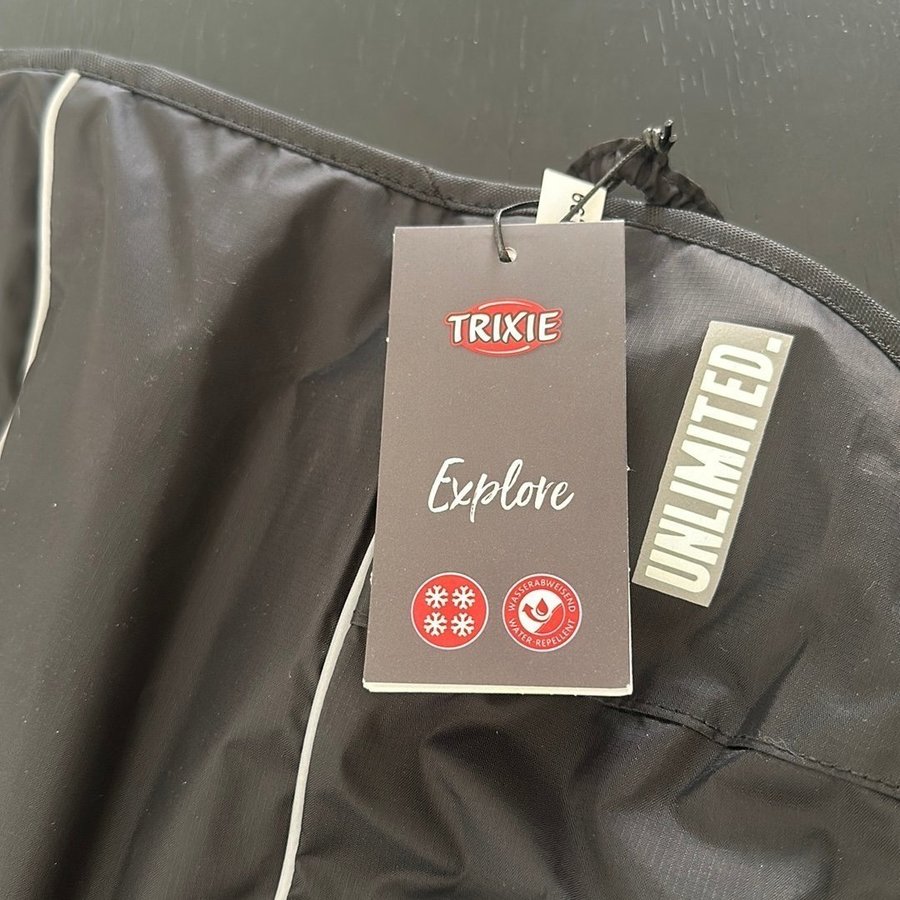 TRIXIE
Explore
WASSERABWEISEND
WATER-REPELLENT
UNLIMITED.